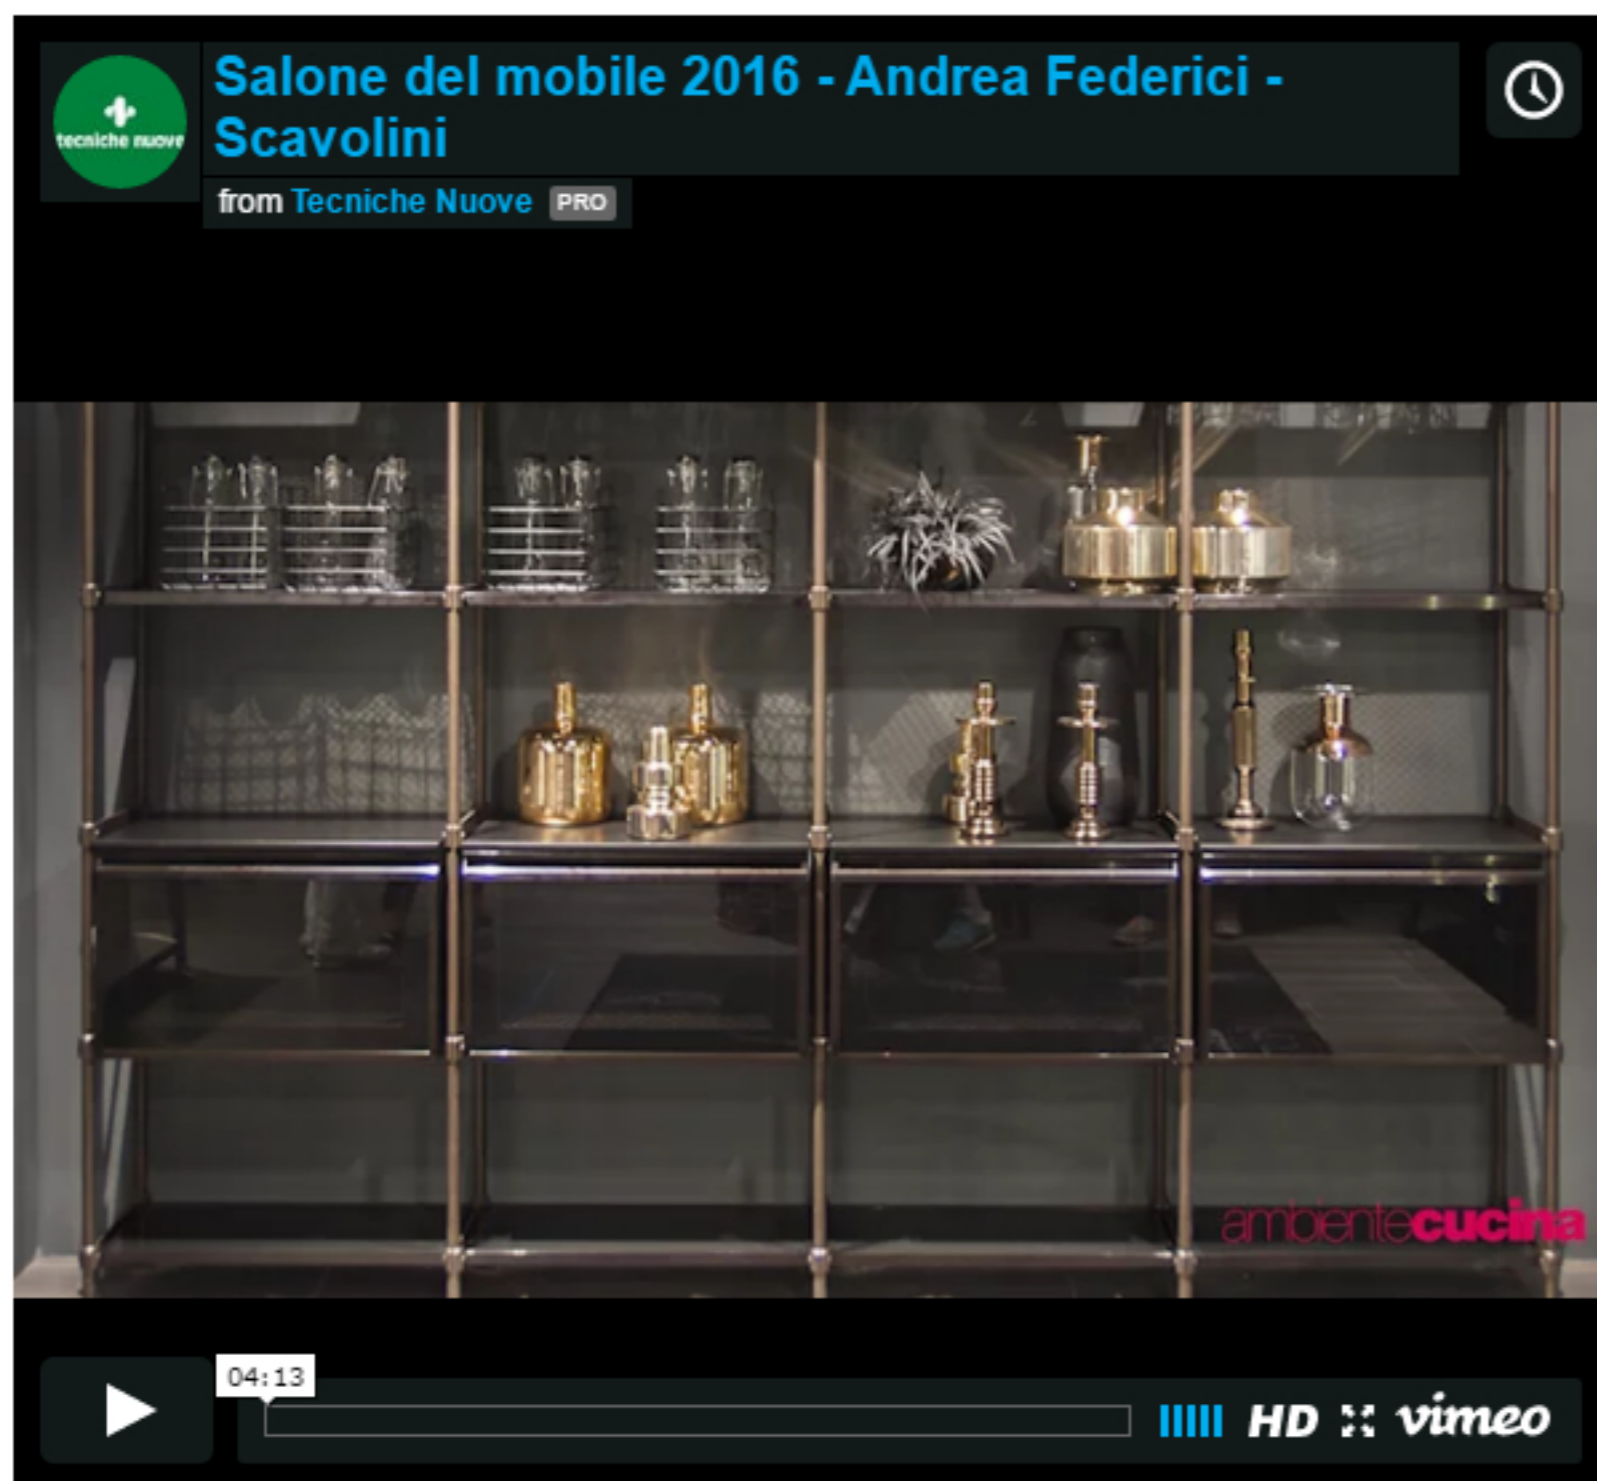 Salone del mobile 2016 - Andrea Federici -
Scavolini
tecniche nuove
from Tecniche Nuove PRO
ambientecucina
04:13
HD vimeo